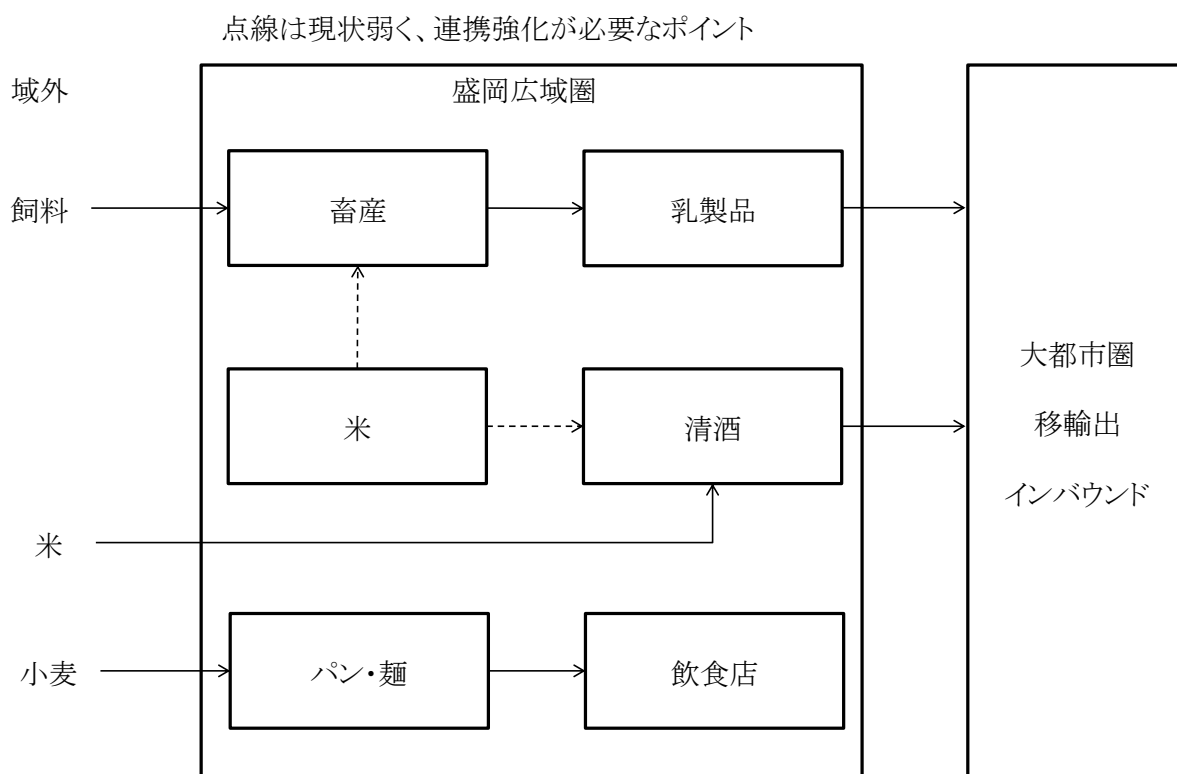 点線は現状弱く、連携強化が必要なポイント
域外
盛岡広域圏
飼料
畜産
乳製品
米
清酒
米
小麦
パン・麺
飲食店
大都市圏
移輸出
インバウンド